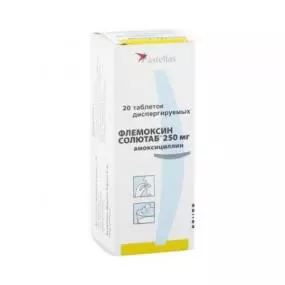 astellas
20 таблеток
диспергируемых
ФЛЕМОКСИН
СОЛЮТАБ® 250 мг
амоксициллин